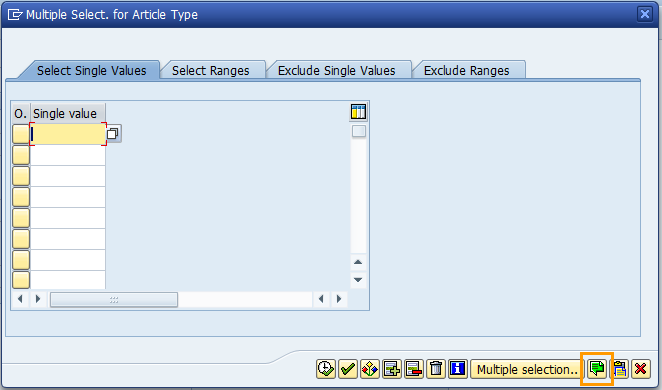 Multiple Select. for Article Type
Select Single Values
Select Ranges
Exclude Single Values
Exclude Ranges
O. Single value
Multiple selection..